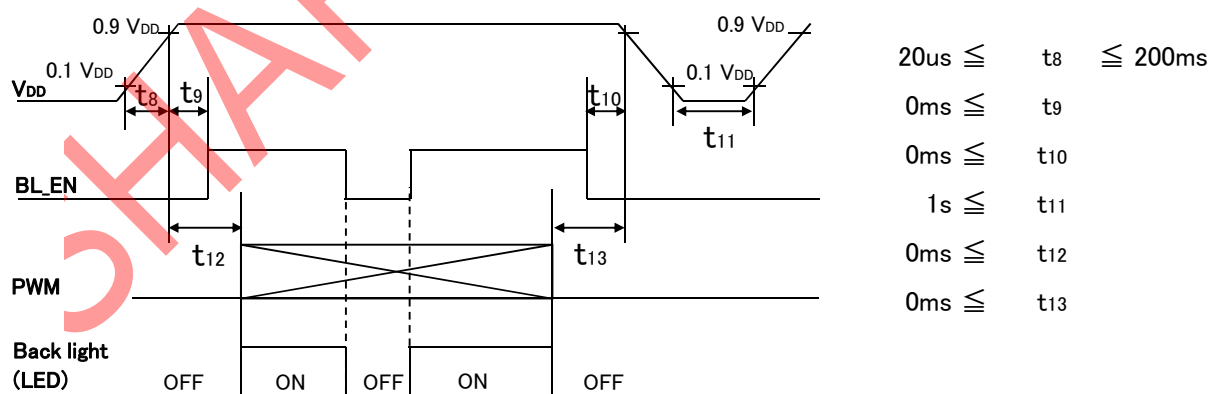 0.9 VDD
0.1 VDD
VDD
t8
t9
t10
0.9 VDD
0.1 VDD
t11
BL_EN
t12
t13
PWM
Back light
(LED)
OFF
ON
OFF
ON
OFF
20us ≦ t8 ≦ 200ms
0ms ≦ t9
0ms ≦ t10
1s ≦ t11
0ms ≦ t12
0ms ≦ t13